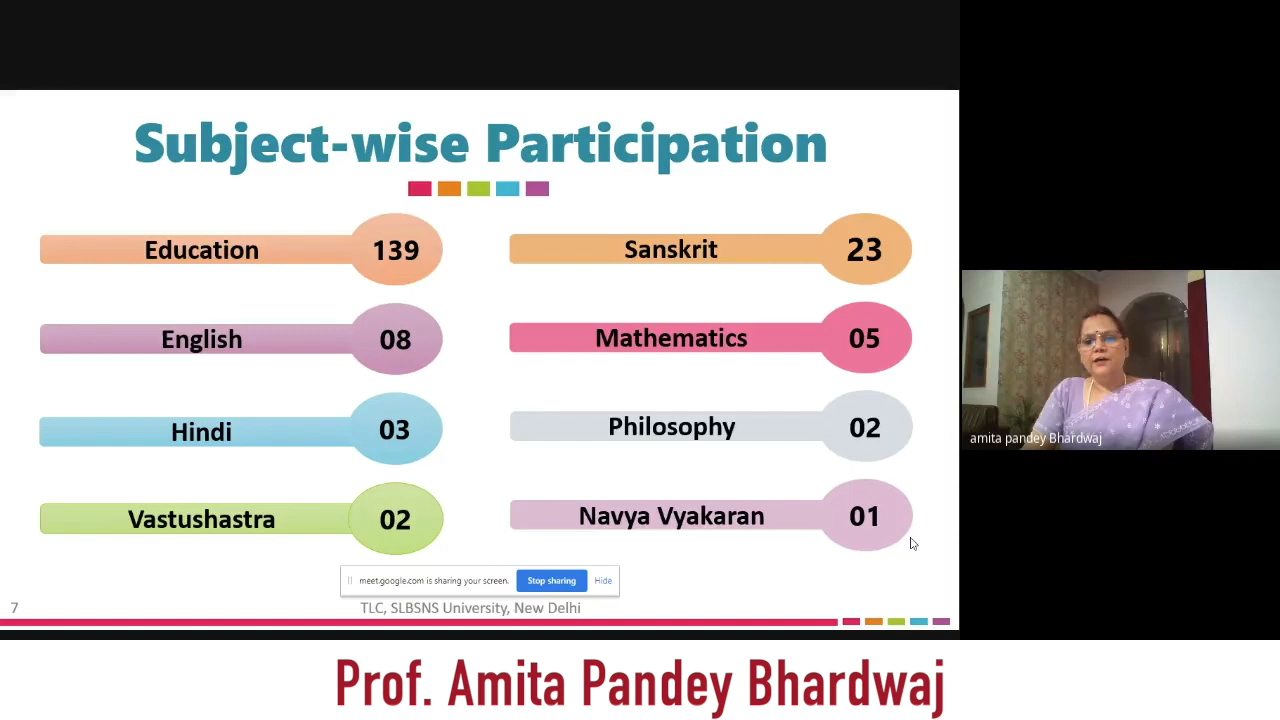 Subject-wise Participation
Education 139
Sanskrit 23
English 08
Mathematics 05
Hindi 03
Philosophy 02
Vastushastra 02
Navya Vyakaran 01
meet.google.com is sharing your screen. Stop sharing Hide
7 TLC, SLBSNS University, New Delhi
amita pandey Bhardwaj
Prof. Amita Pandey Bhardwaj